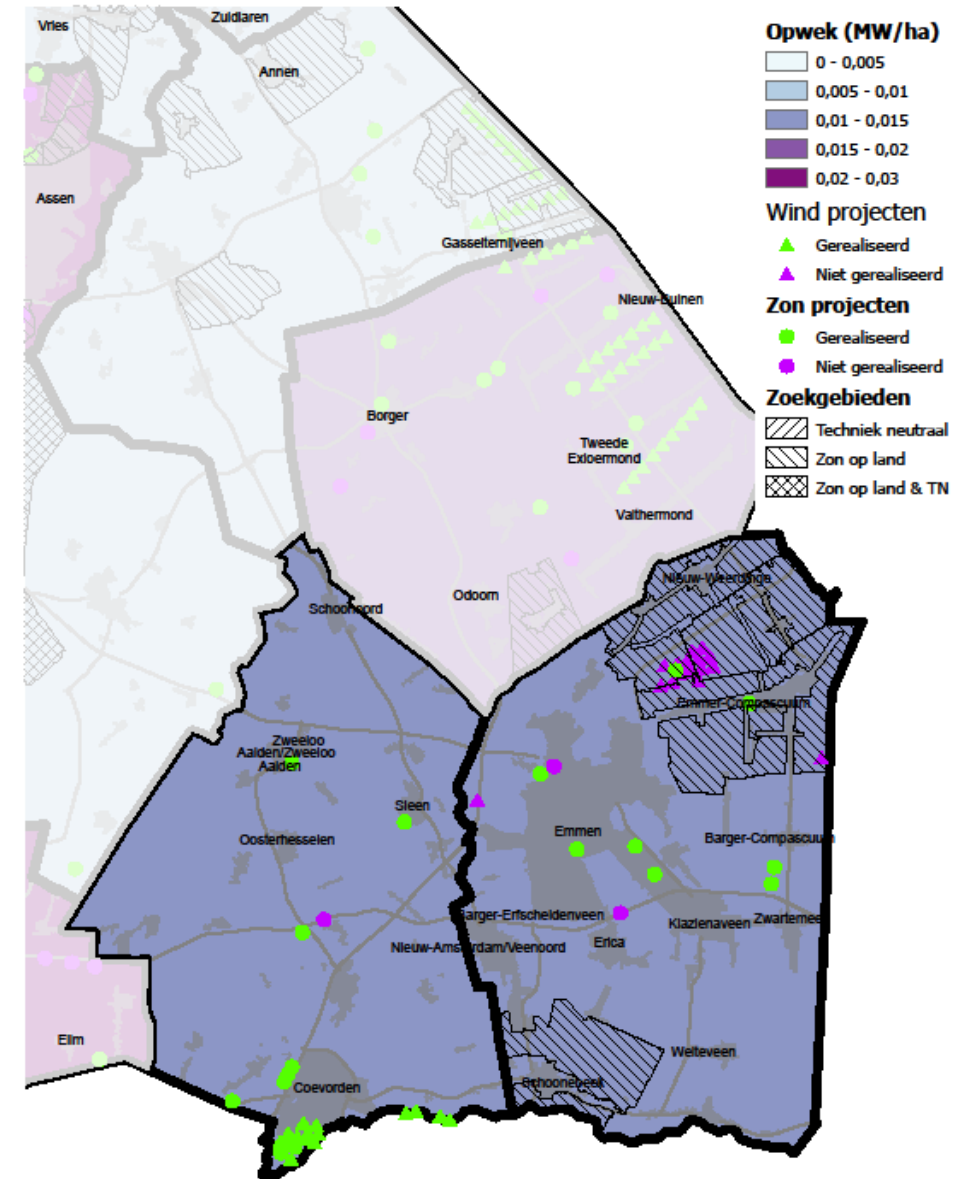 Vries
Zuidlaren
Annen
Assen
Gasselternijveen
Nieuw-Buinen
Borger
Tweede
Exloermond
Valthermond
Odoorn
Nieuw-Weerdinge
Schoonoord
Emmer-Compascuum
Zweeloo
Aalden/Zweeloo
Aalden
Sleen
Oosterhesselen
Emmen
Barger-Compascuum
Barger-Erfscheidenveen
Klazienaveen
Zwartemeer
Erica
Nieuw-Amsterdam/Veenoord
Elim
Weiteveen
Schoonebeek
Coevorden
Opwek (MW/ha)
0 - 0,005
0,005 - 0,01
0,01 - 0,015
0,015 - 0,02
0,02 - 0,03
Wind projecten
Gerealiseerd
Niet gerealiseerd
Zon projecten
Gerealiseerd
Niet gerealiseerd
Zoekgebieden
Techniek neutraal
Zon op land
Zon op land & TN